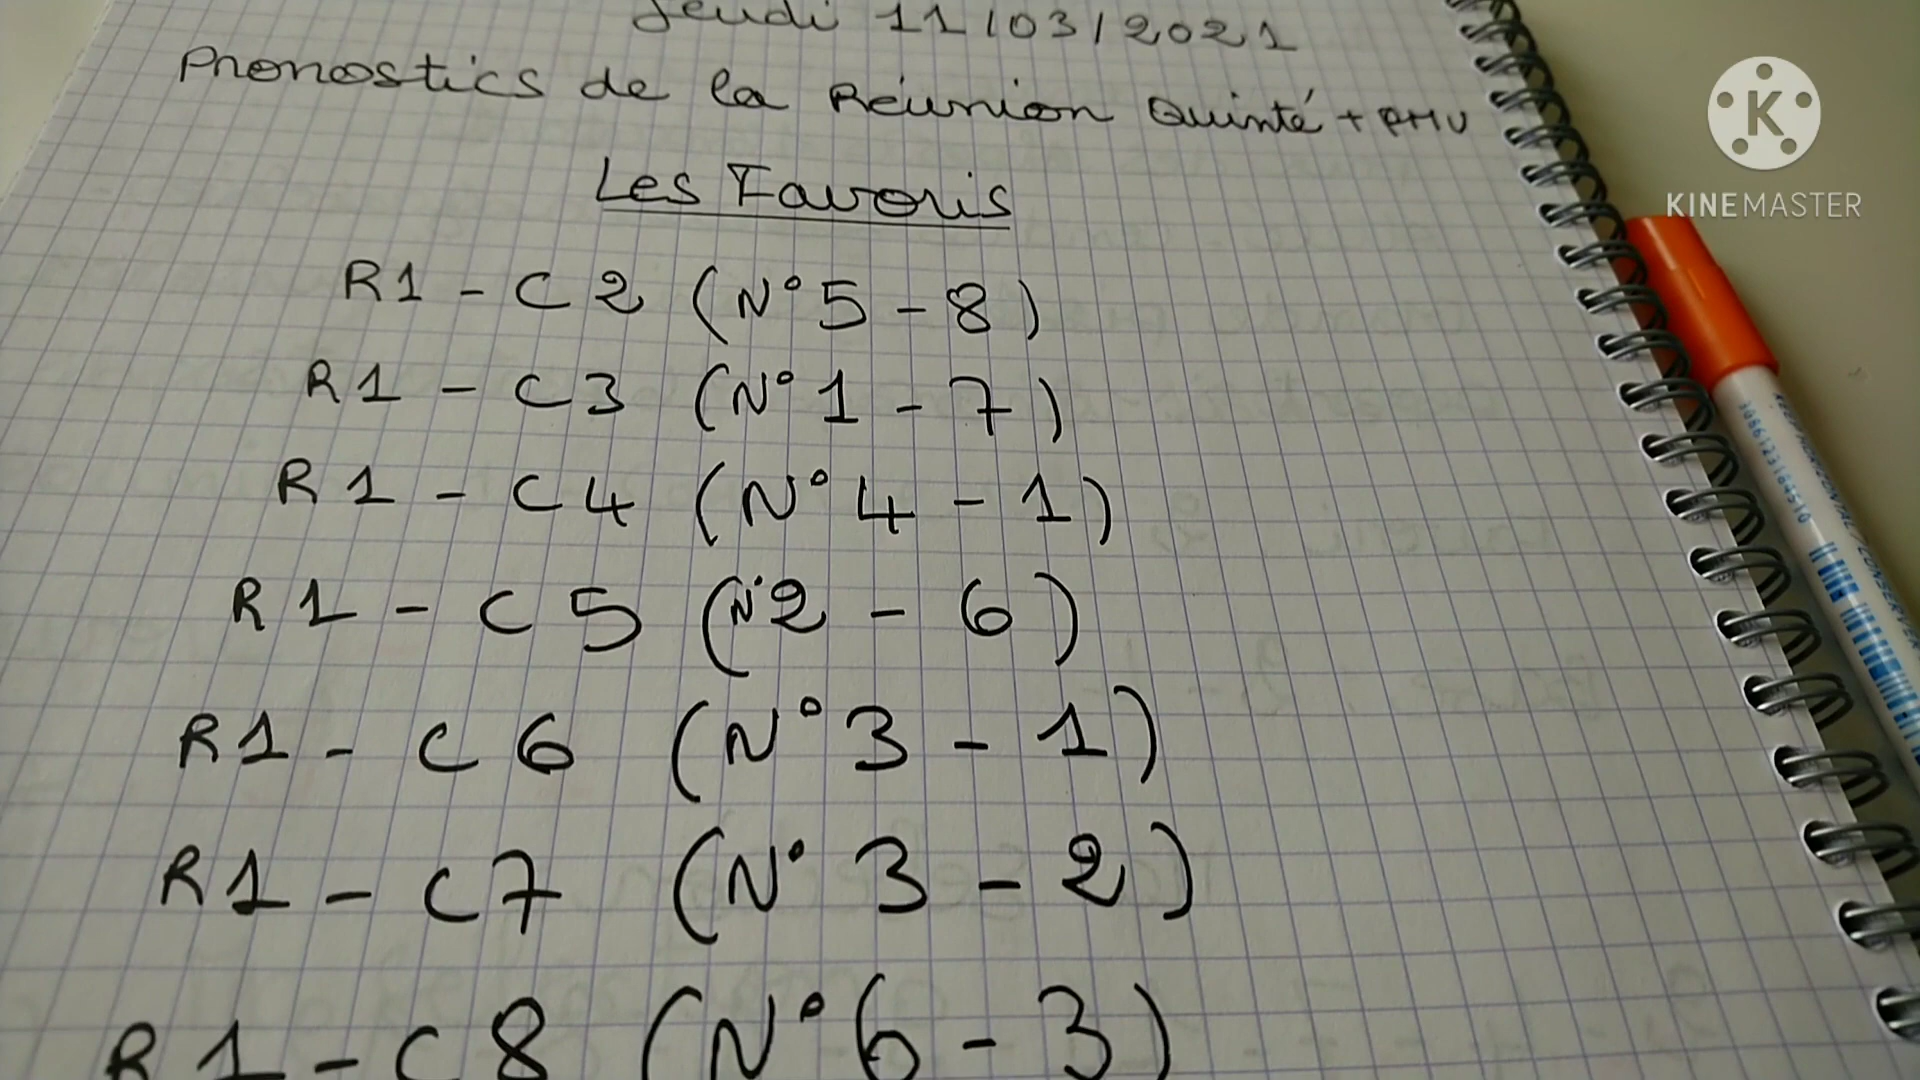 Jeudi 11/03/2021
Pronostics de la Réunion Quinté + PMU
Les Favoris
R1 - C2 (N° 5 - 8)
R1 - C3 (N° 1 - 7)
R1 - C4 (N° 4 - 1)
R1 - C5 (N° 2 - 6)
R1 - C6 (N° 3 - 1)
R1 - C7 (N° 3 - 2)
R1 - C8 (N° 6 - 3)
K
KINEMASTER